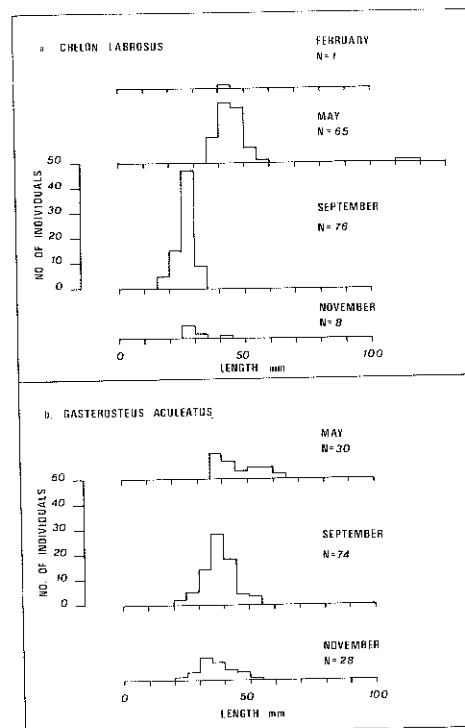 a. CHELON LABROSUS
FEBRUARY
N=1
MAY
N=65
50
40
30
20
10
0
NO. OF INDIVIDUALS
SEPTEMBER
N=76
NOVEMBER
N=8
0 50 100
LENGTH mm
b. GASTEROSTEUS ACULEATUS
MAY
N=30
50
40
30
20
10
0
NO. OF INDIVIDUALS
SEPTEMBER
N=74
NOVEMBER
N=28
0 50 100
LENGTH mm